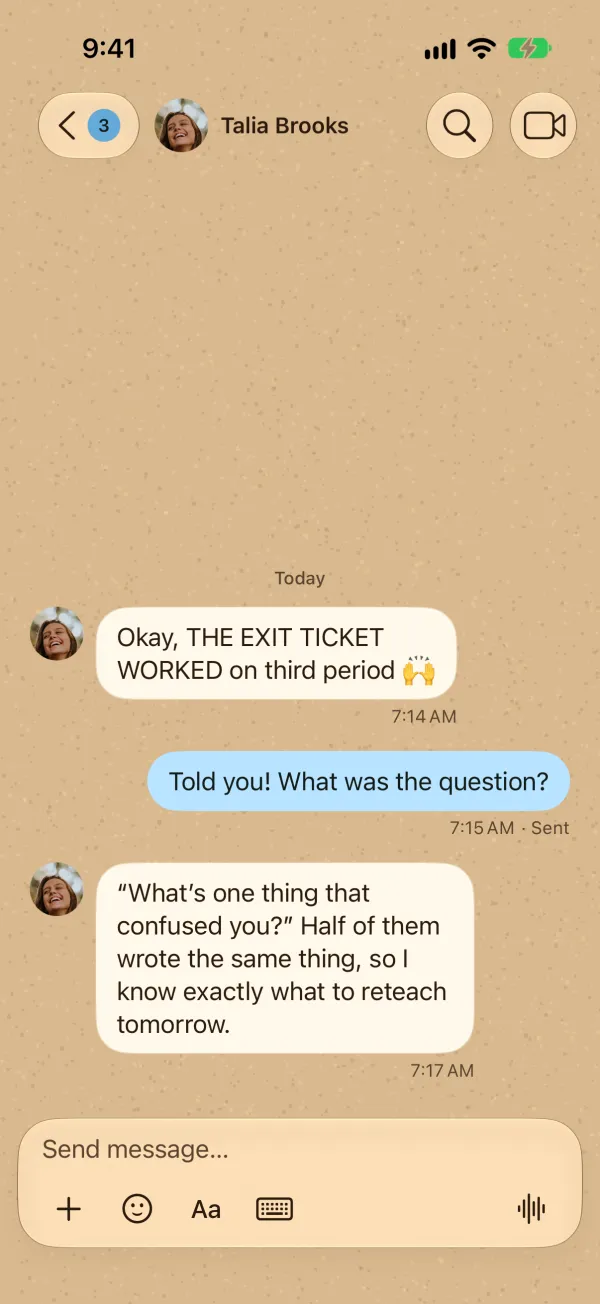 9:41
3
Talia Brooks
Today
Okay, THE EXIT TICKET
WORKED on third period 🙌
7:14 AM
Told you! What was the question?
7:15 AM · Sent
“What’s one thing that
confused you?” Half of them
wrote the same thing, so I
know exactly what to reteach
tomorrow.
7:17 AM
Send message...
Aa